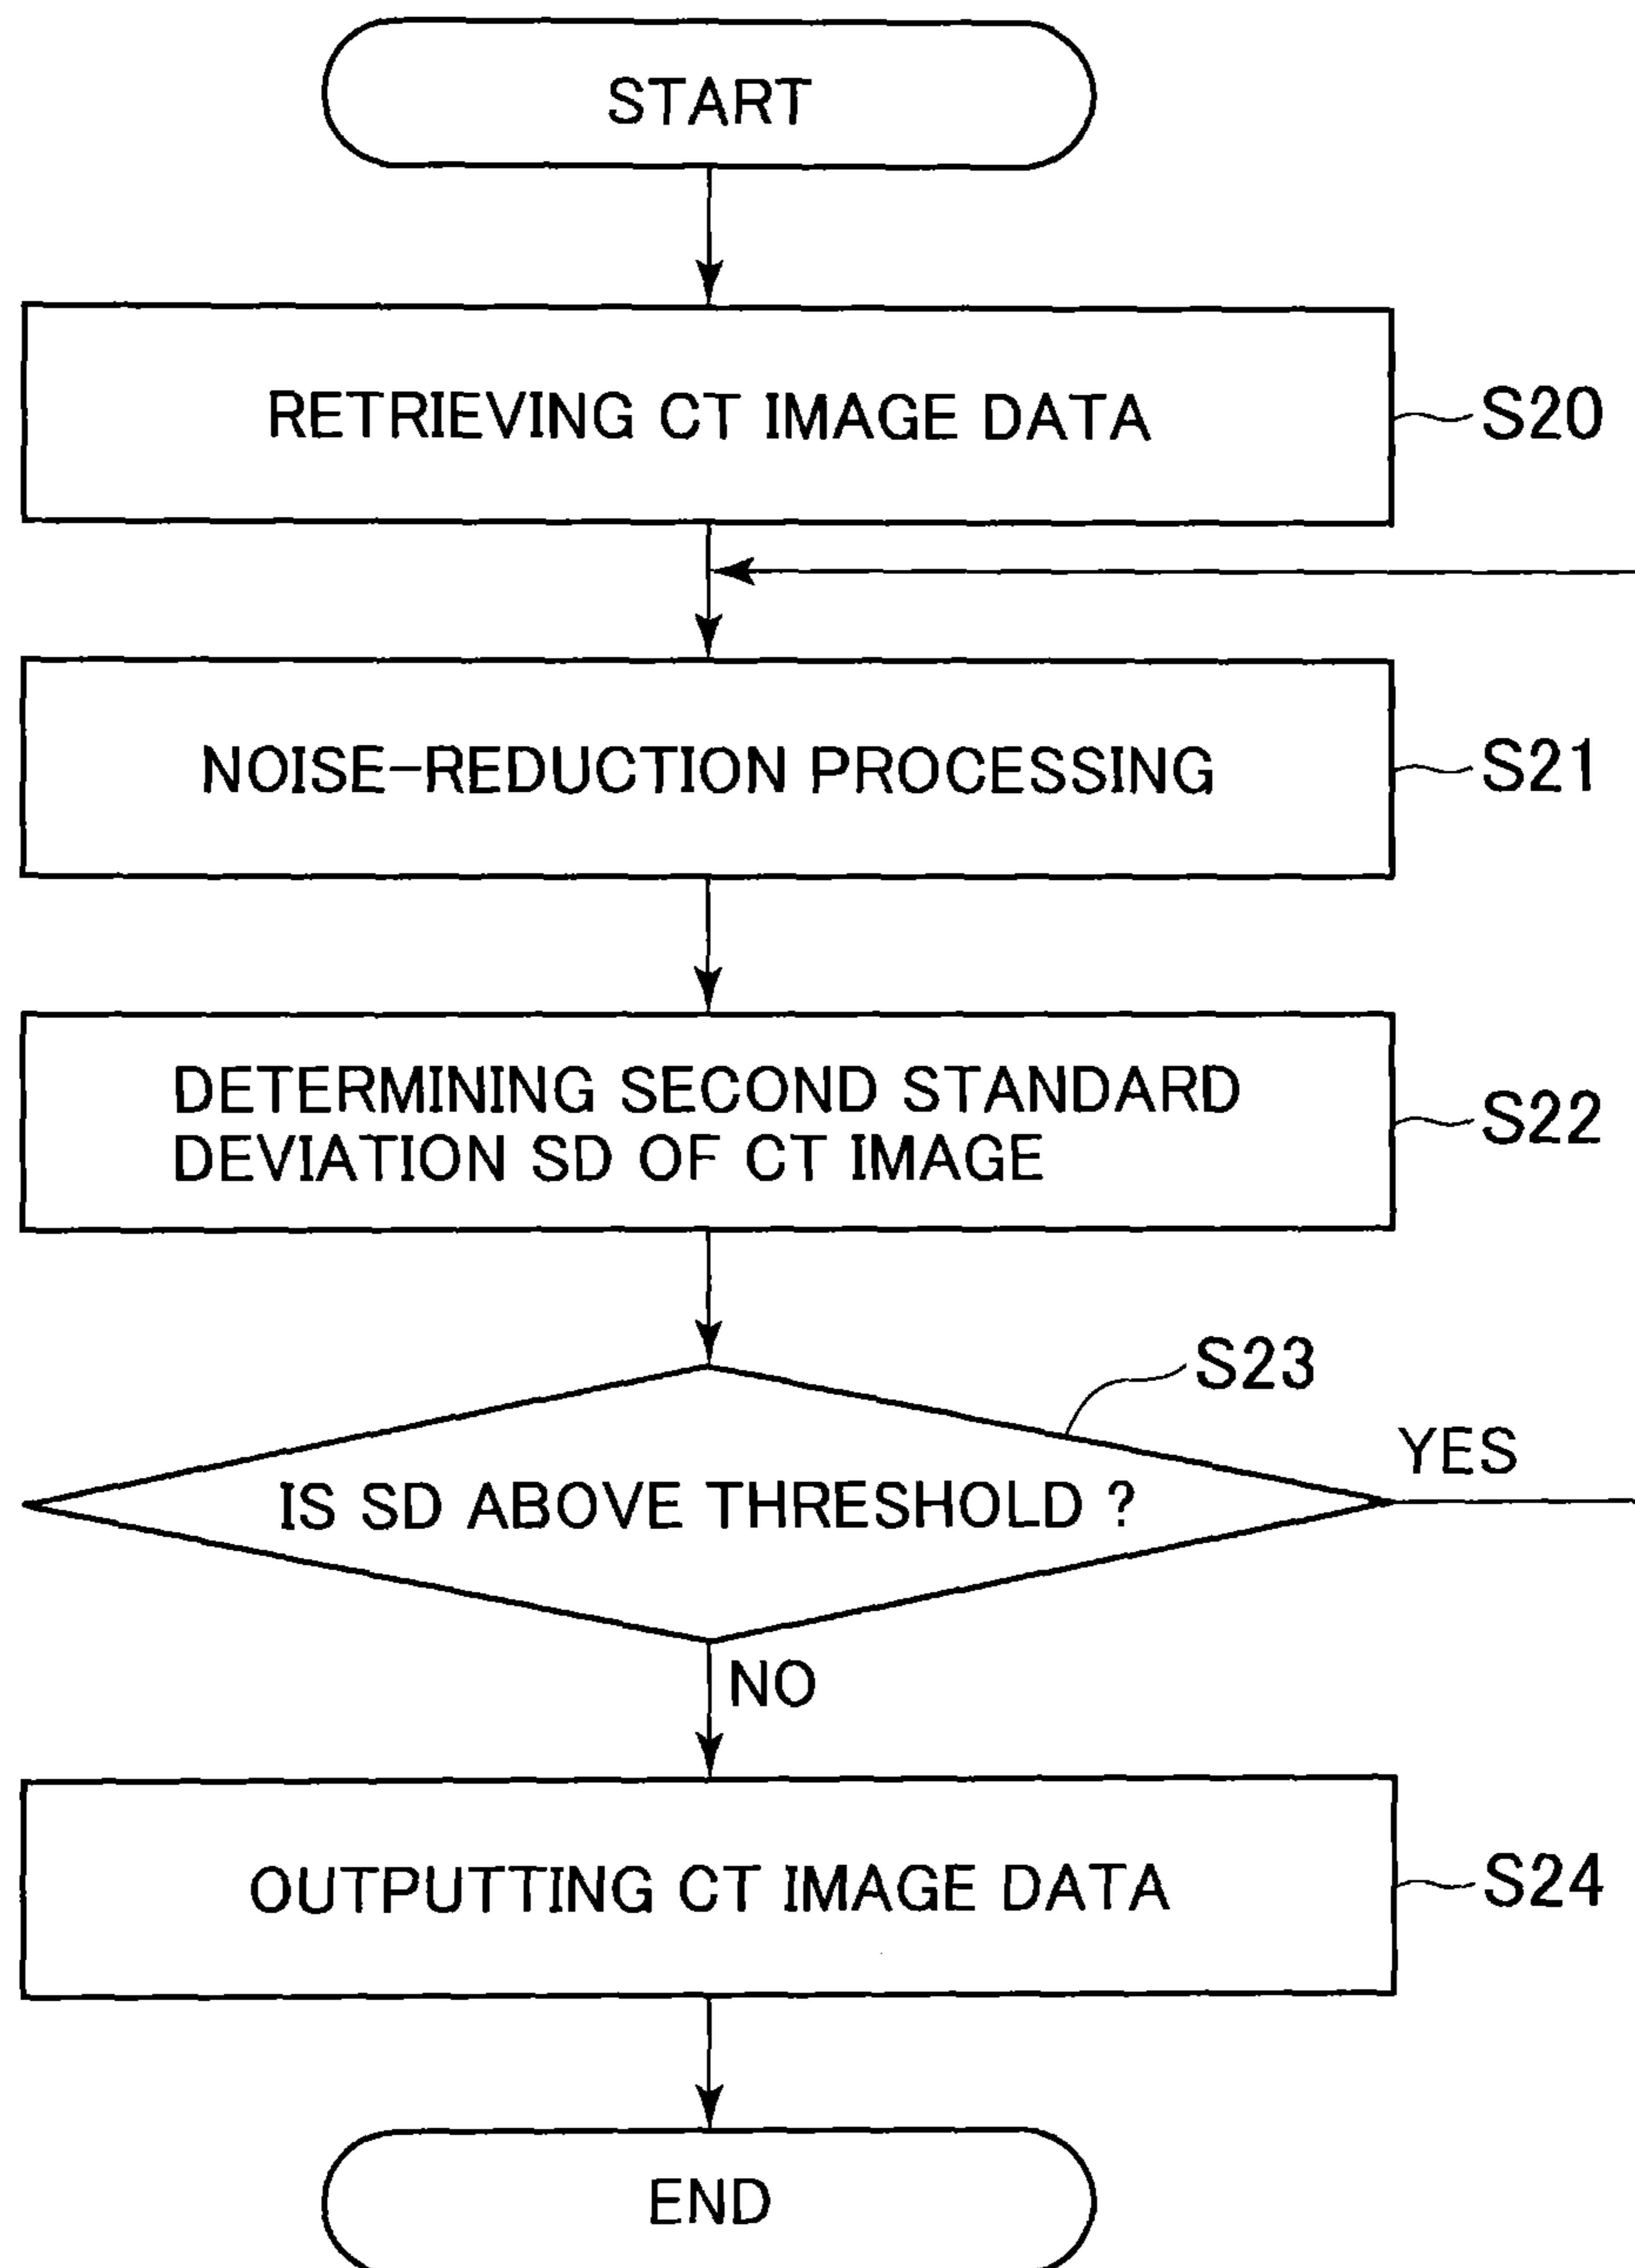 START
RETRIEVING CT IMAGE DATA
S20
NOISE-REDUCTION PROCESSING
S21
DETERMINING SECOND STANDARD
DEVIATION SD OF CT IMAGE
S22
S23
IS SD ABOVE THRESHOLD ?
YES
NO
OUTPUTTING CT IMAGE DATA
S24
END